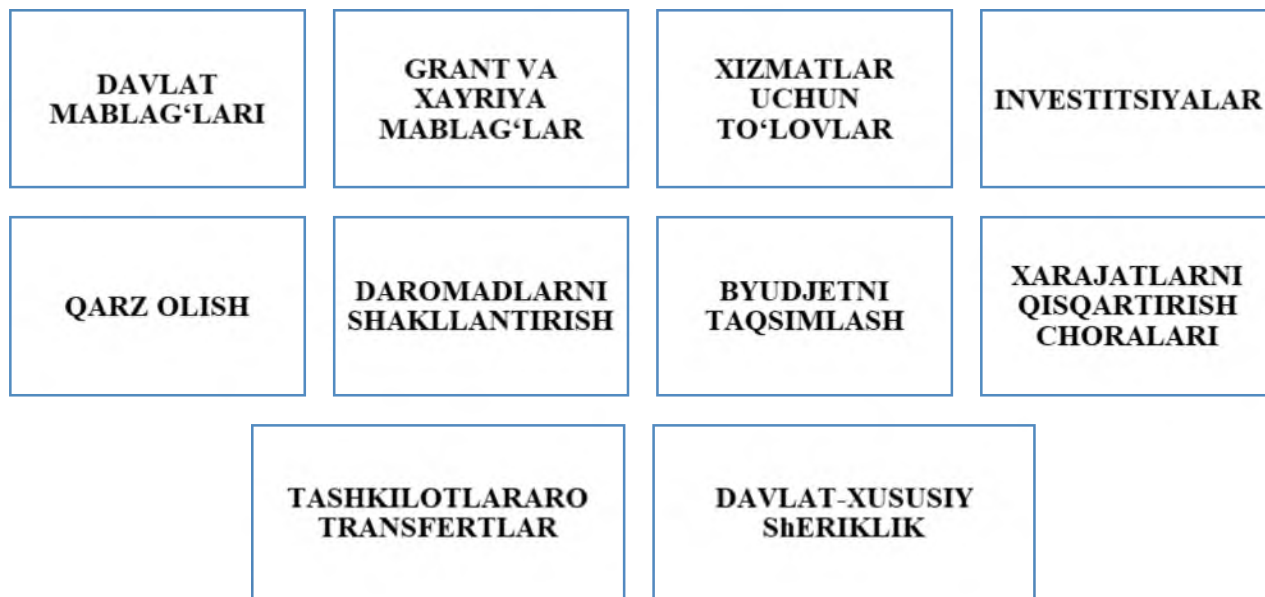 DAVLAT
MABLAG‘LARI
GRANT VA
XAYRIYA
MABLAG‘LAR
XIZMATLAR
UCHUN
TO‘LOVLAR
INVESTITSIYALAR
QARZ OLISH
DAROMADLARNI
SHAKLLANTIRISH
BYUDJETNI
TAQSIMLASH
XARAJATLARNI
QISQARTIRISH
CHORALARI
TASHKILOTLARARO
TRANSFERTLAR
DAVLAT-XUSUSIY
ShERIKLIK